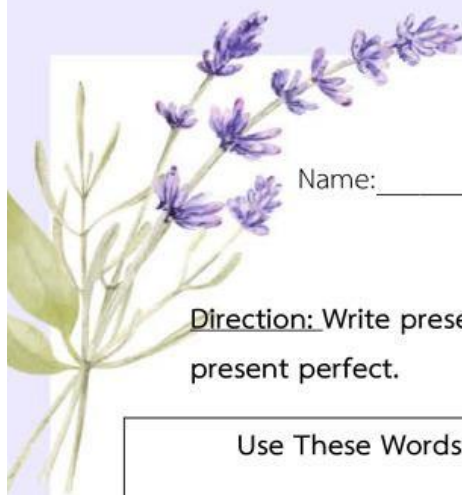 Name:
Direction: Write prese
present perfect.
Use These Words